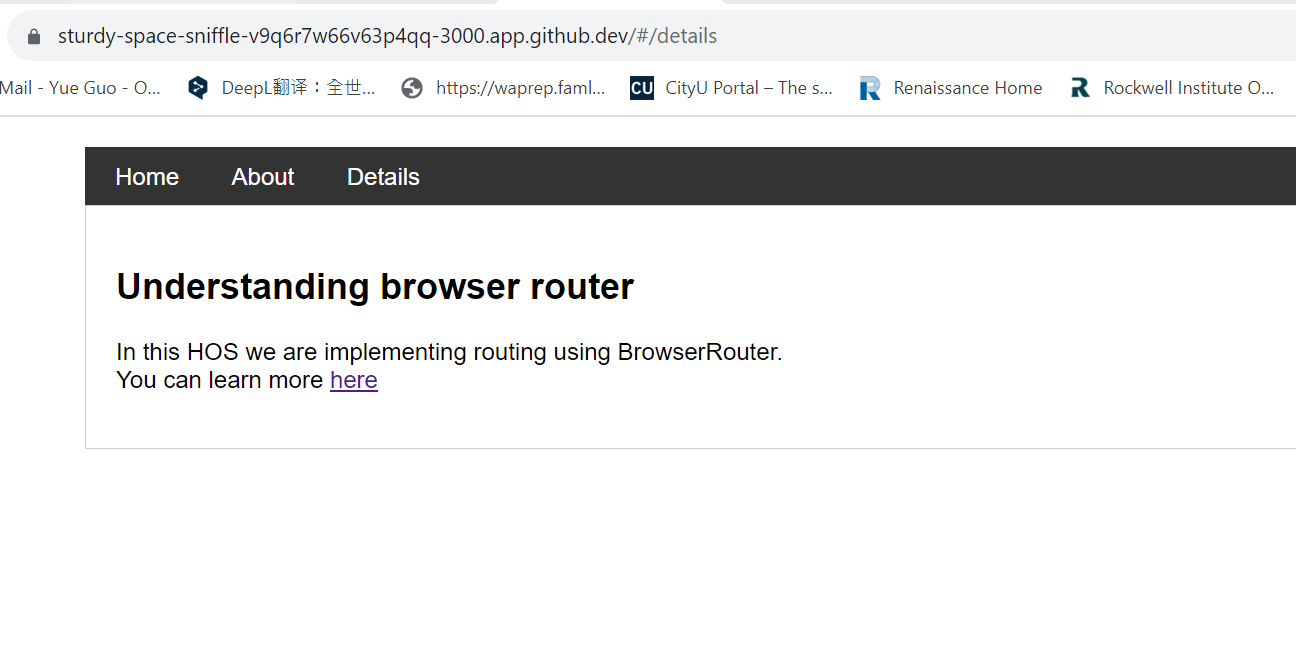 sturdy-space-sniffle-v9q6r7w66v63p4qq-3000.app.github.dev/#/details
Mail - Yue Guo - O... DeepL翻译：全世... https://waprep.faml... CityU Portal – The s... Renaissance Home Rockwell Institute O...
Home About Details
Understanding browser router
In this HOS we are implementing routing using BrowserRouter.
You can learn more here